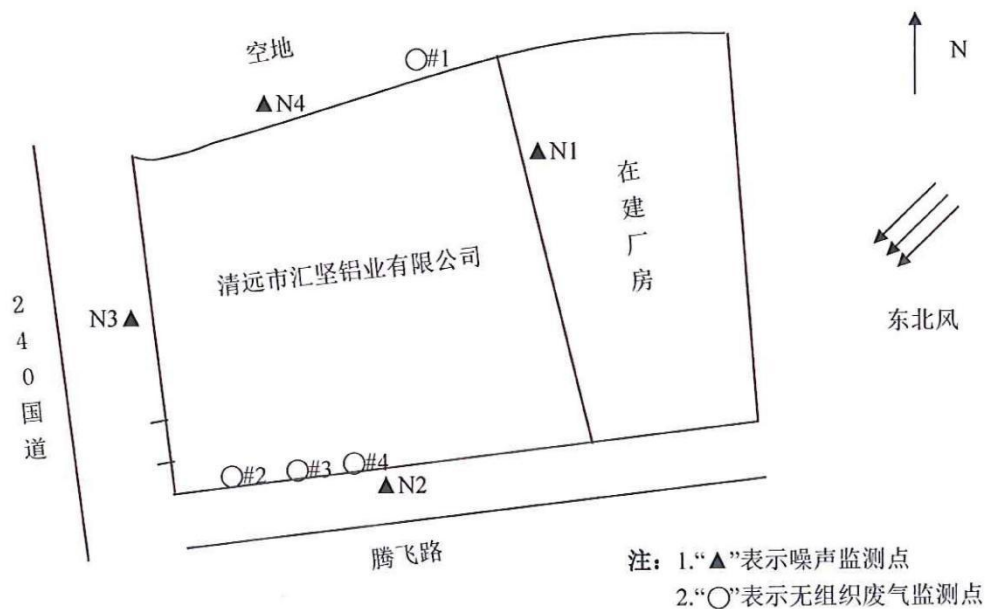 空地
○#1
▲N4
N
▲N1
在建厂房
清远市汇坚铝业有限公司
N3▲
240国道
东北风
○#2 ○#3 ○#4
▲N2
腾飞路
注：1.“▲”表示噪声监测点
2.“○”表示无组织废气监测点